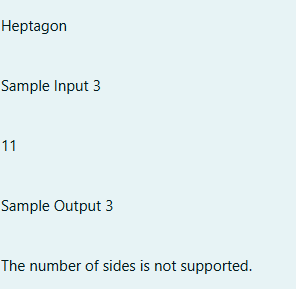 Heptagon
Sample Input 3
11
Sample Output 3
The number of sides is not supported.